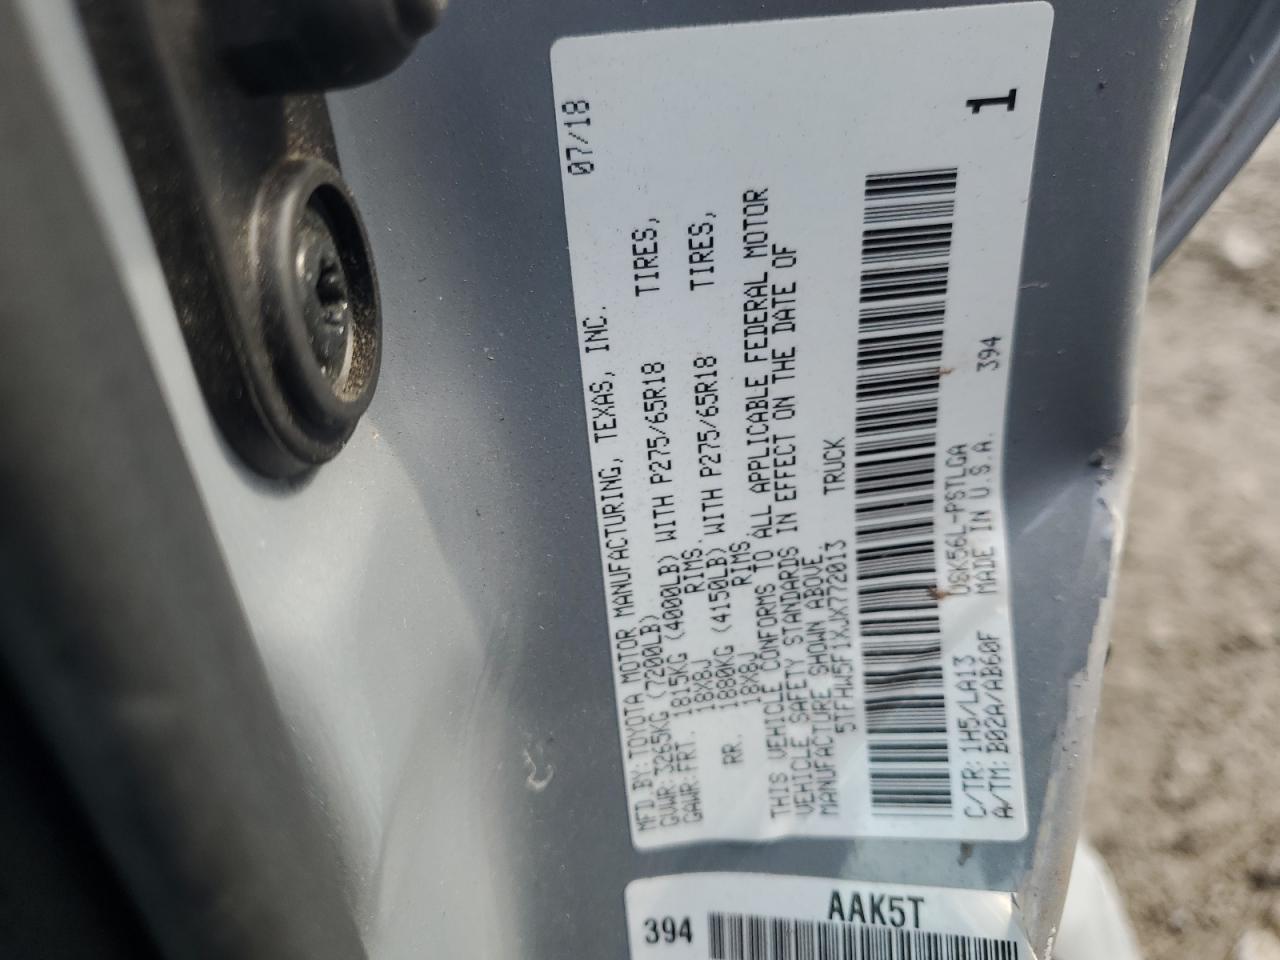 MFD BY: TOYOTA MOTOR MANUFACTURING, TEXAS, INC. 07/18
GVWR: 3265KG (7200LB)
GAWR: FRT. 1815KG (4000LB) WITH P275/65R18 TIRES,
18X8J RIMS,
RR. 1880KG (4150LB) WITH P275/65R18 TIRES,
18X8J RIMS
THIS VEHICLE CONFORMS TO ALL APPLICABLE FEDERAL MOTOR
VEHICLE SAFETY STANDARDS IN EFFECT ON THE DATE OF
MANUFACTURE SHOWN ABOVE.
5TFHW5F1XJX772013 TRUCK
C/TR: 1H5/LA13 USK56L-PSTLGA 394
A/TM: B02A/AB60F MADE IN U.S.A.
1
AAK5T
394